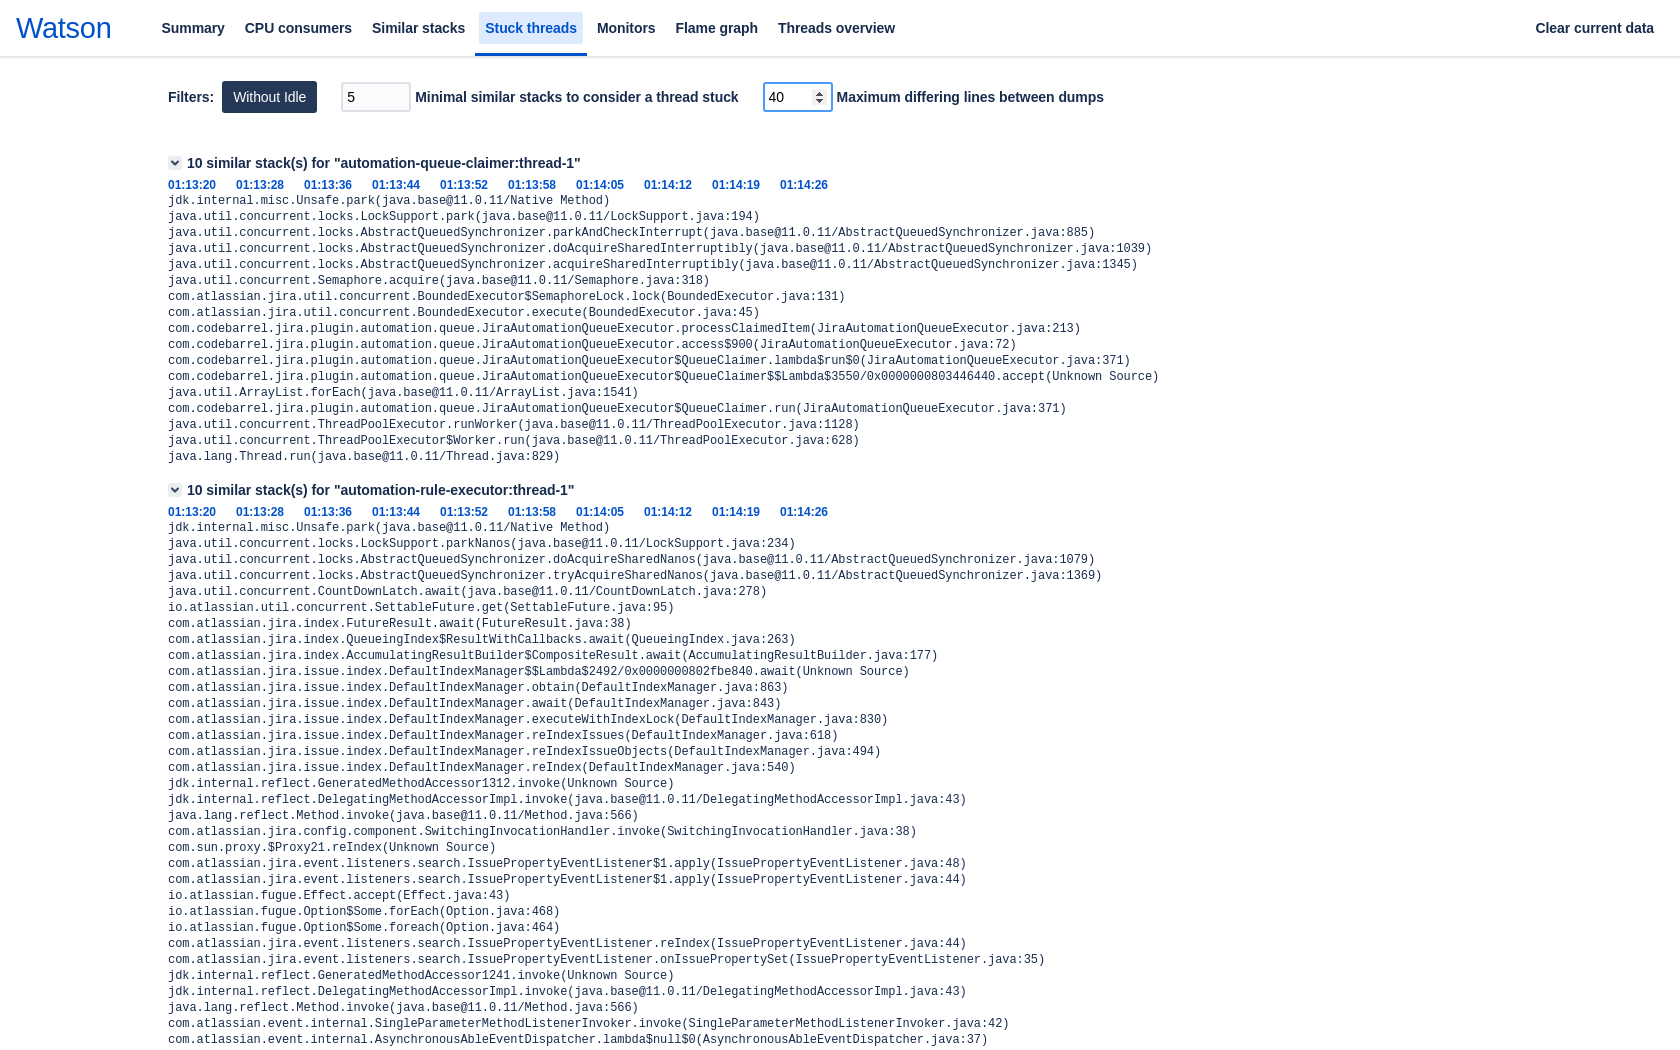 Watson
Summary CPU consumers Similar stacks Stuck threads Monitors Flame graph Threads overview Clear current data
Filters: Without Idle 5 Minimal similar stacks to consider a thread stuck 40 Maximum differing lines between dumps
10 similar stack(s) for "automation-queue-claimer:thread-1"
01:13:20 01:13:28 01:13:36 01:13:44 01:13:52 01:13:58 01:14:05 01:14:12 01:14:19 01:14:26
jdk.internal.misc.Unsafe.park(java.base@11.0.11/Native Method)
java.util.concurrent.locks.LockSupport.park(java.base@11.0.11/LockSupport.java:194)
java.util.concurrent.locks.AbstractQueuedSynchronizer.parkAndCheckInterrupt(java.base@11.0.11/AbstractQueuedSynchronizer.java:885)
java.util.concurrent.locks.AbstractQueuedSynchronizer.doAcquireSharedInterruptibly(java.base@11.0.11/AbstractQueuedSynchronizer.java:1039)
java.util.concurrent.locks.AbstractQueuedSynchronizer.acquireSharedInterruptibly(java.base@11.0.11/AbstractQueuedSynchronizer.java:1345)
java.util.concurrent.Semaphore.acquire(java.base@11.0.11/Semaphore.java:318)
com.atlassian.jira.util.concurrent.BoundedExecutor$SemaphoreLock.lock(BoundedExecutor.java:131)
com.atlassian.jira.util.concurrent.BoundedExecutor.execute(BoundedExecutor.java:45)
com.codebarrel.jira.plugin.automation.queue.JiraAutomationQueueExecutor.processClaimedItem(JiraAutomationQueueExecutor.java:213)
com.codebarrel.jira.plugin.automation.queue.JiraAutomationQueueExecutor.access$900(JiraAutomationQueueExecutor.java:72)
com.codebarrel.jira.plugin.automation.queue.JiraAutomationQueueExecutor$QueueClaimer.lambda$run$0(JiraAutomationQueueExecutor.java:371)
com.codebarrel.jira.plugin.automation.queue.JiraAutomationQueueExecutor$QueueClaimer$$Lambda$3550/0x0000000803446440.accept(Unknown Source)
java.util.ArrayList.forEach(java.base@11.0.11/ArrayList.java:1541)
com.codebarrel.jira.plugin.automation.queue.JiraAutomationQueueExecutor$QueueClaimer.run(JiraAutomationQueueExecutor.java:371)
java.util.concurrent.ThreadPoolExecutor.runWorker(java.base@11.0.11/ThreadPoolExecutor.java:1128)
java.util.concurrent.ThreadPoolExecutor$Worker.run(java.base@11.0.11/ThreadPoolExecutor.java:628)
java.lang.Thread.run(java.base@11.0.11/Thread.java:829)
10 similar stack(s) for "automation-rule-executor:thread-1"
01:13:20 01:13:28 01:13:36 01:13:44 01:13:52 01:13:58 01:14:05 01:14:12 01:14:19 01:14:26
jdk.internal.misc.Unsafe.park(java.base@11.0.11/Native Method)
java.util.concurrent.locks.LockSupport.parkNanos(java.base@11.0.11/LockSupport.java:234)
java.util.concurrent.locks.AbstractQueuedSynchronizer.doAcquireSharedNanos(java.base@11.0.11/AbstractQueuedSynchronizer.java:1079)
java.util.concurrent.locks.AbstractQueuedSynchronizer.tryAcquireSharedNanos(java.base@11.0.11/AbstractQueuedSynchronizer.java:1369)
java.util.concurrent.CountDownLatch.await(java.base@11.0.11/CountDownLatch.java:278)
io.atlassian.util.concurrent.SettableFuture.get(SettableFuture.java:95)
com.atlassian.jira.index.FutureResult.await(FutureResult.java:38)
com.atlassian.jira.index.QueueingIndex$ResultWithCallbacks.await(QueueingIndex.java:263)
com.atlassian.jira.index.AccumulatingResultBuilder$CompositeResult.await(AccumulatingResultBuilder.java:177)
com.atlassian.jira.issue.index.DefaultIndexManager$$Lambda$2492/0x0000000802fbe840.await(Unknown Source)
com.atlassian.jira.issue.index.DefaultIndexManager.obtain(DefaultIndexManager.java:863)
com.atlassian.jira.issue.index.DefaultIndexManager.await(DefaultIndexManager.java:843)
com.atlassian.jira.issue.index.DefaultIndexManager.executeWithIndexLock(DefaultIndexManager.java:830)
com.atlassian.jira.issue.index.DefaultIndexManager.reIndexIssues(DefaultIndexManager.java:618)
com.atlassian.jira.issue.index.DefaultIndexManager.reIndexIssueObjects(DefaultIndexManager.java:494)
com.atlassian.jira.issue.index.DefaultIndexManager.reIndex(DefaultIndexManager.java:540)
jdk.internal.reflect.GeneratedMethodAccessor1312.invoke(Unknown Source)
jdk.internal.reflect.DelegatingMethodAccessorImpl.invoke(java.base@11.0.11/DelegatingMethodAccessorImpl.java:43)
java.lang.reflect.Method.invoke(java.base@11.0.11/Method.java:566)
com.atlassian.jira.config.component.SwitchingInvocationHandler.invoke(SwitchingInvocationHandler.java:38)
com.sun.proxy.$Proxy21.reIndex(Unknown Source)
com.atlassian.jira.event.listeners.search.IssuePropertyEventListener$1.apply(IssuePropertyEventListener.java:48)
com.atlassian.jira.event.listeners.search.IssuePropertyEventListener$1.apply(IssuePropertyEventListener.java:44)
io.atlassian.fugue.Effect.accept(Effect.java:43)
io.atlassian.fugue.Option$Some.forEach(Option.java:468)
io.atlassian.fugue.Option$Some.foreach(Option.java:464)
com.atlassian.jira.event.listeners.search.IssuePropertyEventListener.reIndex(IssuePropertyEventListener.java:44)
com.atlassian.jira.event.listeners.search.IssuePropertyEventListener.onIssuePropertySet(IssuePropertyEventListener.java:35)
jdk.internal.reflect.GeneratedMethodAccessor1241.invoke(Unknown Source)
jdk.internal.reflect.DelegatingMethodAccessorImpl.invoke(java.base@11.0.11/DelegatingMethodAccessorImpl.java:43)
java.lang.reflect.Method.invoke(java.base@11.0.11/Method.java:566)
com.atlassian.event.internal.SingleParameterMethodListenerInvoker.invoke(SingleParameterMethodListenerInvoker.java:42)
com.atlassian.event.internal.AsynchronousAbleEventDispatcher.lambda$null$0(AsynchronousAbleEventDispatcher.java:37)